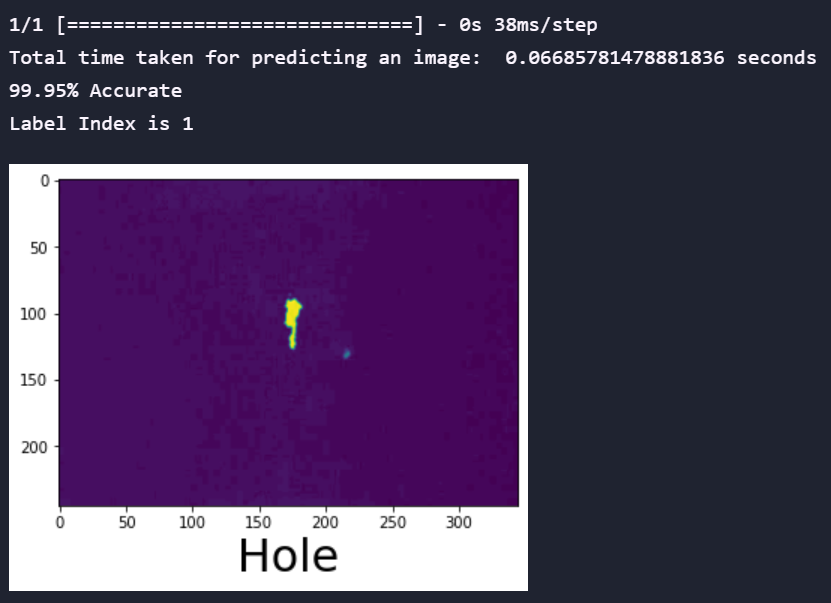 1/1 [==============================] - 0s 38ms/step
Total time taken for predicting an image:  0.06685781478881836 seconds
99.95% Accurate
Label Index is 1
0
50
100
150
200
0 50 100 150 200 250 300
Hole